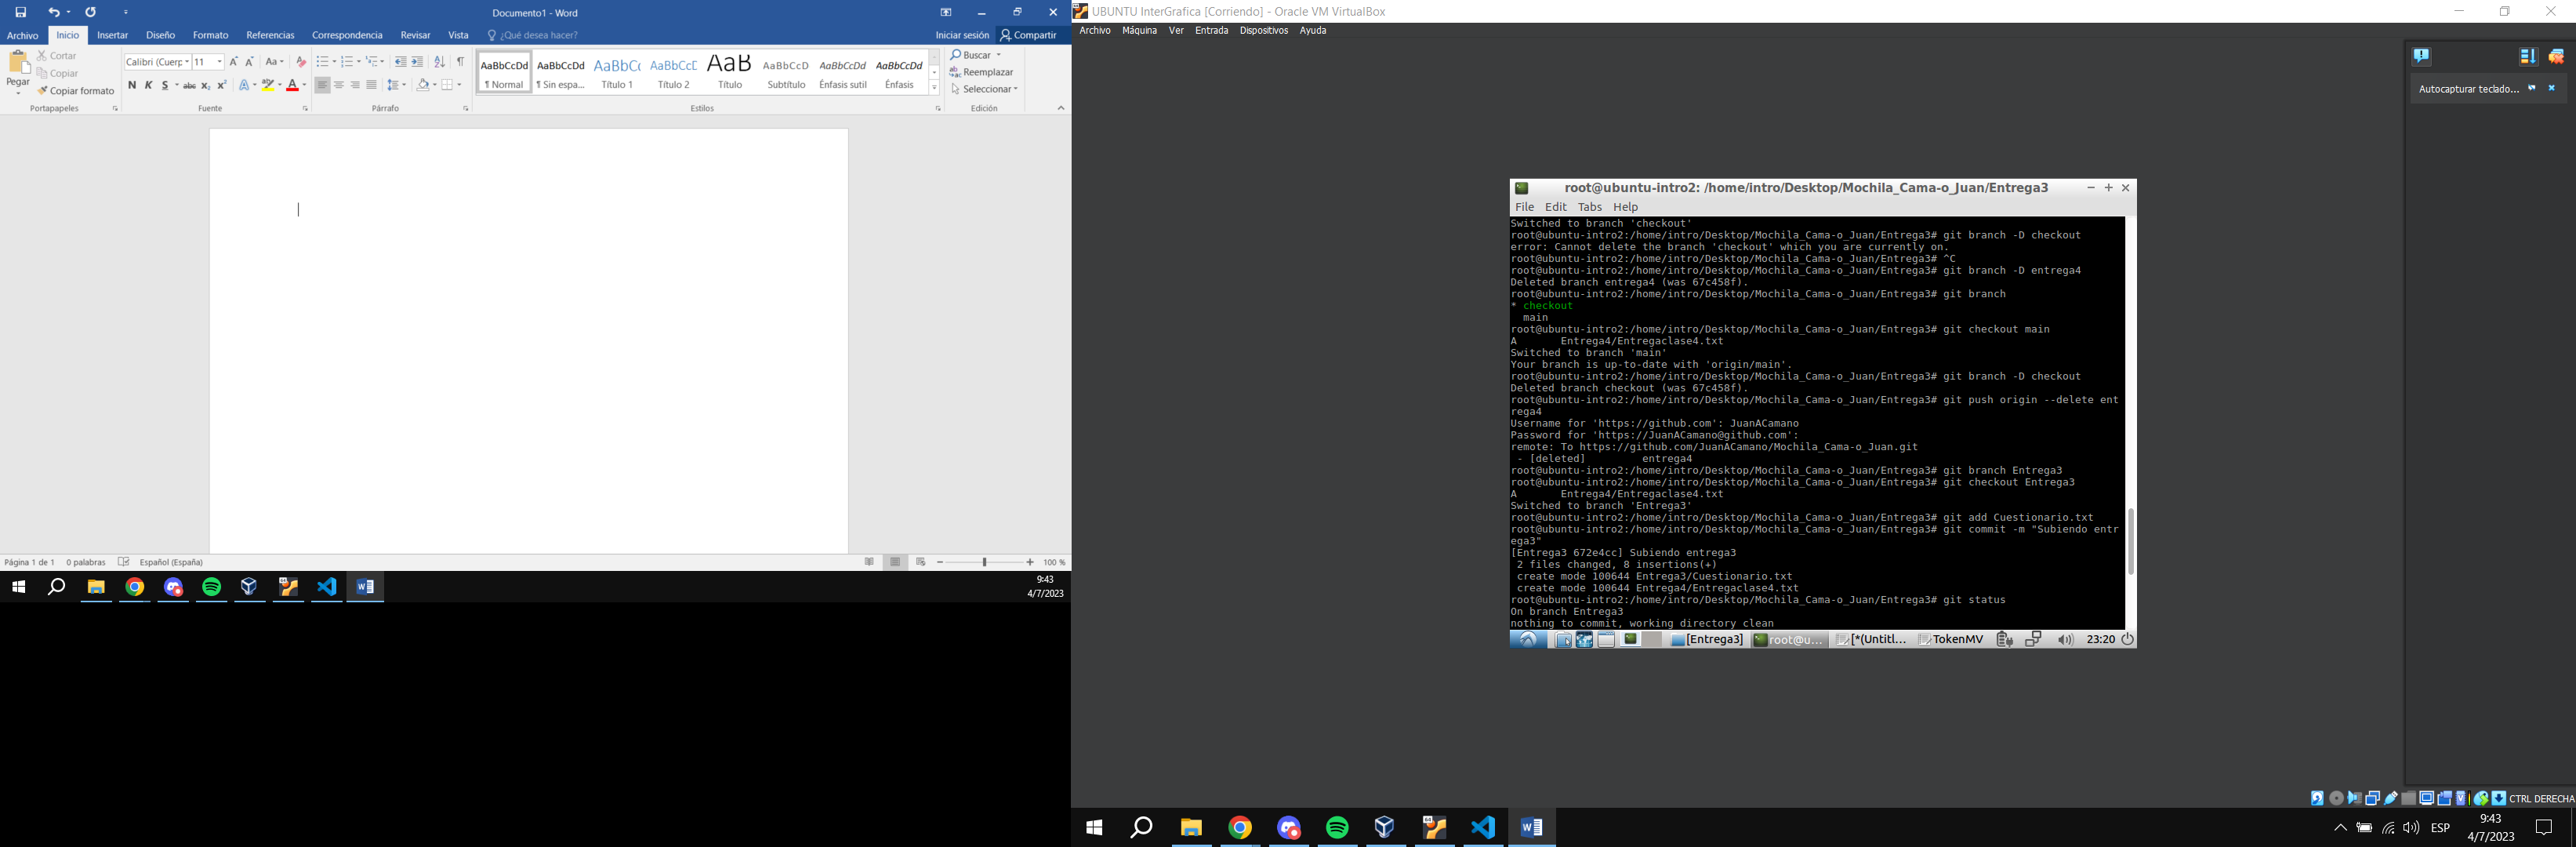 Documento1 - Word
Archivo Inicio Insertar Diseño Formato Referencias Correspondencia Revisar Vista ¿Qué desea hacer? Iniciar sesión Compartir
Pegar
Cortar
Copiar
Copiar formato
Portapapeles
Calibri (Cuerp 11
N K S abc x₂ x²
Fuente
Párrafo
AaBbCcDd AaBbCcDd AaBbCc AaBbCcE AaB AaBbCcD AaBbCcDd AaBbCcDd
¶ Normal ¶ Sin espa... Título 1 Título 2 Título Subtítulo Énfasis sutil Énfasis
Estilos
Buscar
Reemplazar
Seleccionar
Edición
Página 1 de 1 0 palabras Español (España) 100 %
9:43
4/7/2023
UBUNTU InterGrafica [Corriendo] - Oracle VM VirtualBox
Archivo Máquina Ver Entrada Dispositivos Ayuda
Autocapturar teclado...
root@ubuntu-intro2: /home/intro/Desktop/Mochila_Cama-o_Juan/Entrega3
File Edit Tabs Help
Switched to branch 'checkout'
root@ubuntu-intro2:/home/intro/Desktop/Mochila_Cama-o_Juan/Entrega3# git branch -D checkout
error: Cannot delete the branch 'checkout' which you are currently on.
root@ubuntu-intro2:/home/intro/Desktop/Mochila_Cama-o_Juan/Entrega3# ^C
root@ubuntu-intro2:/home/intro/Desktop/Mochila_Cama-o_Juan/Entrega3# git branch -D entrega4
Deleted branch entrega4 (was 67c458f).
root@ubuntu-intro2:/home/intro/Desktop/Mochila_Cama-o_Juan/Entrega3# git branch
* checkout
main
root@ubuntu-intro2:/home/intro/Desktop/Mochila_Cama-o_Juan/Entrega3# git checkout main
A Entrega4/Entregaclase4.txt
Switched to branch 'main'
Your branch is up-to-date with 'origin/main'.
root@ubuntu-intro2:/home/intro/Desktop/Mochila_Cama-o_Juan/Entrega3# git branch -D checkout
Deleted branch checkout (was 67c458f).
root@ubuntu-intro2:/home/intro/Desktop/Mochila_Cama-o_Juan/Entrega3# git push origin --delete ent
rega4
Username for 'https://github.com': JuanACamano
Password for 'https://JuanACamano@github.com':
remote: To https://github.com/JuanACamano/Mochila_Cama-o_Juan.git
- [deleted] entrega4
root@ubuntu-intro2:/home/intro/Desktop/Mochila_Cama-o_Juan/Entrega3# git branch Entrega3
root@ubuntu-intro2:/home/intro/Desktop/Mochila_Cama-o_Juan/Entrega3# git checkout Entrega3
A Entrega4/Entregaclase4.txt
Switched to branch 'Entrega3'
root@ubuntu-intro2:/home/intro/Desktop/Mochila_Cama-o_Juan/Entrega3# git add Cuestionario.txt
root@ubuntu-intro2:/home/intro/Desktop/Mochila_Cama-o_Juan/Entrega3# git commit -m "Subiendo entr
ega3"
[Entrega3 672e4cc] Subiendo entrega3
2 files changed, 8 insertions(+)
create mode 100644 Entrega3/Cuestionario.txt
create mode 100644 Entrega4/Entregaclase4.txt
root@ubuntu-intro2:/home/intro/Desktop/Mochila_Cama-o_Juan/Entrega3# git status
On branch Entrega3
nothing to commit, working directory clean
[Entrega3] root@u... [*(Untitl... TokenMV 23:20
CTRL DERECHA
ESP
9:43
4/7/2023